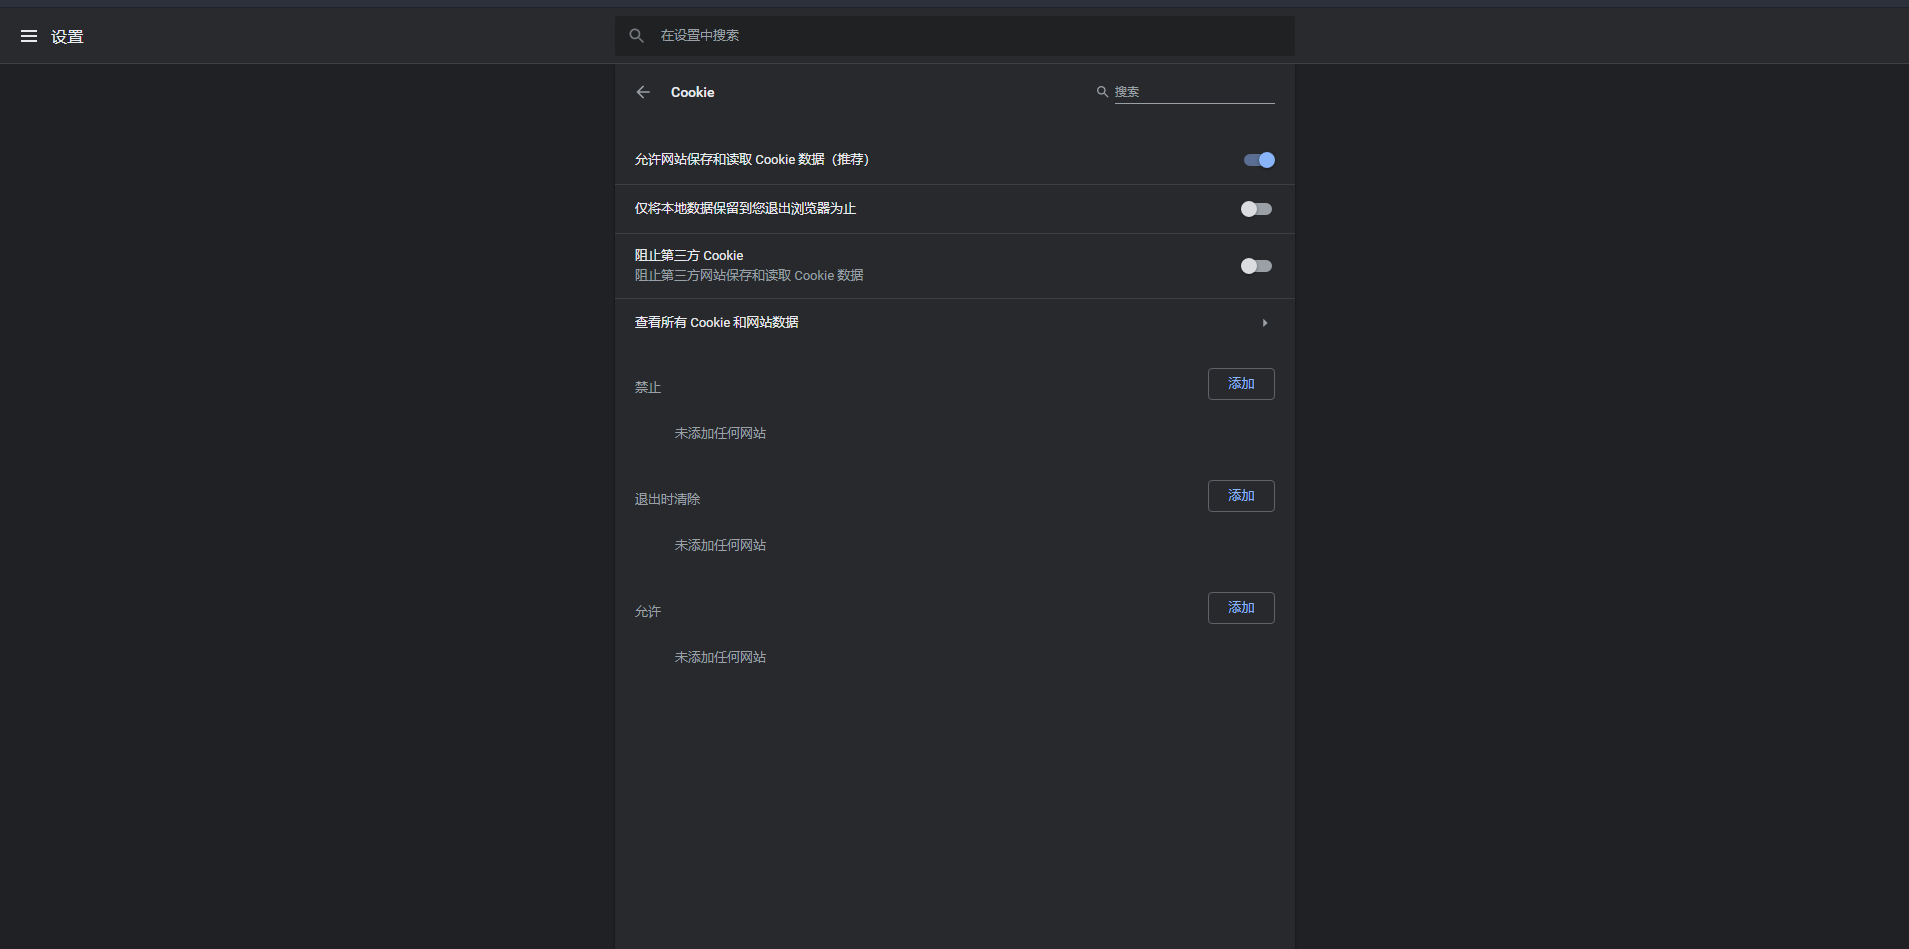 设置
在设置中搜索
Cookie
搜索
允许网站保存和读取 Cookie 数据（推荐）
仅将本地数据保留到您退出浏览器为止
阻止第三方 Cookie
阻止第三方网站保存和读取 Cookie 数据
查看所有 Cookie 和网站数据
禁止
添加
未添加任何网站
退出时清除
添加
未添加任何网站
允许
添加
未添加任何网站